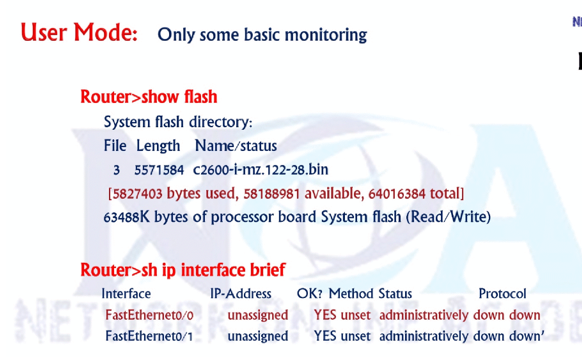 User Mode: Only some basic monitoring
Router>show flash
System flash directory:
File Length Name/status
3 5571584 c2600-i-mz.122-28.bin
[5827403 bytes used, 58188981 available, 64016384 total]
63488K bytes of processor board System flash (Read/Write)
Router>sh ip interface brief
Interface IP-Address OK? Method Status Protocol
FastEthernet0/0 unassigned YES unset administratively down down
FastEthernet0/1 unassigned YES unset administratively down down'
NETWORK ONLINE ACADE